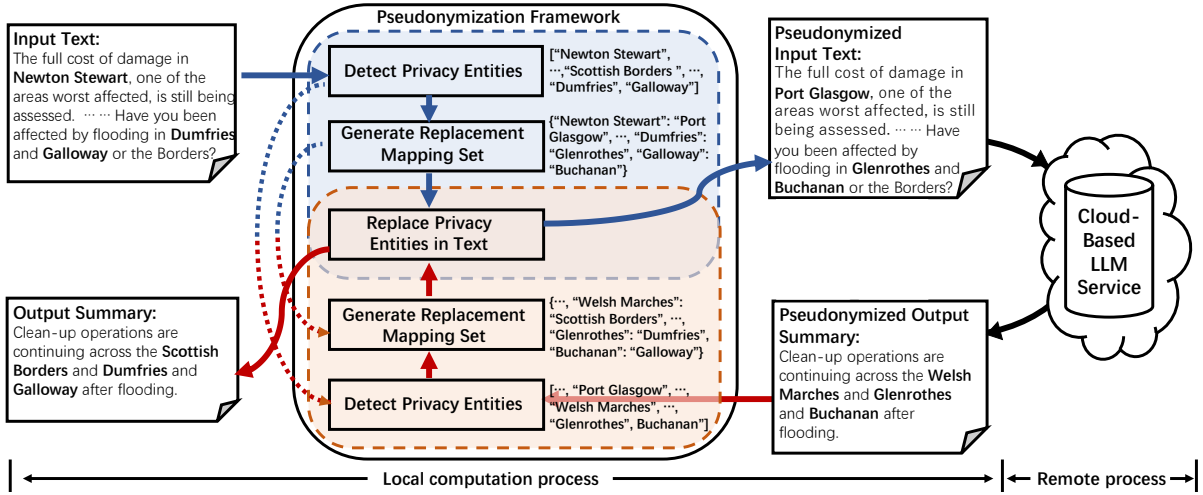 Pseudonymization Framework
Input Text:
The full cost of damage in
Newton Stewart, one of the
areas worst affected, is still being
assessed. ··· ··· Have you been
affected by flooding in Dumfries
and Galloway or the Borders?
Detect Privacy Entities
["Newton Stewart",
···,"Scottish Borders ", ···,
"Dumfries", "Galloway"]
Generate Replacement
Mapping Set
{"Newton Stewart": "Port
Glasgow", ···, "Dumfries":
"Glenrothes", "Galloway":
"Buchanan"}
Replace Privacy
Entities in Text
Pseudonymized
Input Text:
The full cost of damage in
Port Glasgow, one of the
areas worst affected, is still
being assessed. ··· ··· Have
you been affected by
flooding in Glenrothes and
Buchanan or the Borders?
Cloud-
Based
LLM
Service
Output Summary:
Clean-up operations are
continuing across the Scottish
Borders and Dumfries and
Galloway after flooding.
Generate Replacement
Mapping Set
{···, "Welsh Marches":
"Scottish Borders", ···,
"Glenrothes": "Dumfries",
"Buchanan": "Galloway"}
Detect Privacy Entities
[···, "Port Glasgow", ···,
"Welsh Marches", ···,
"Glenrothes", Buchanan"]
Pseudonymized Output
Summary:
Clean-up operations are
continuing across the Welsh
Marches and Glenrothes
and Buchanan after
flooding.
Local computation process
Remote process